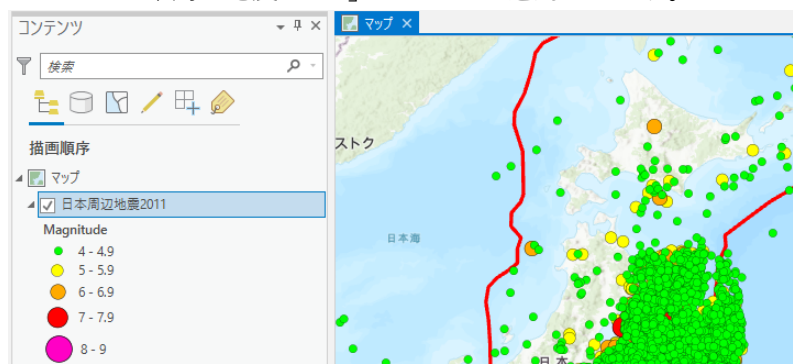 コンテンツ
マップ
検索
描画順序
マップ
日本周辺地震2011
Magnitude
4 - 4.9
5 - 5.9
6 - 6.9
7 - 7.9
8 - 9
ストク
日本海
日本